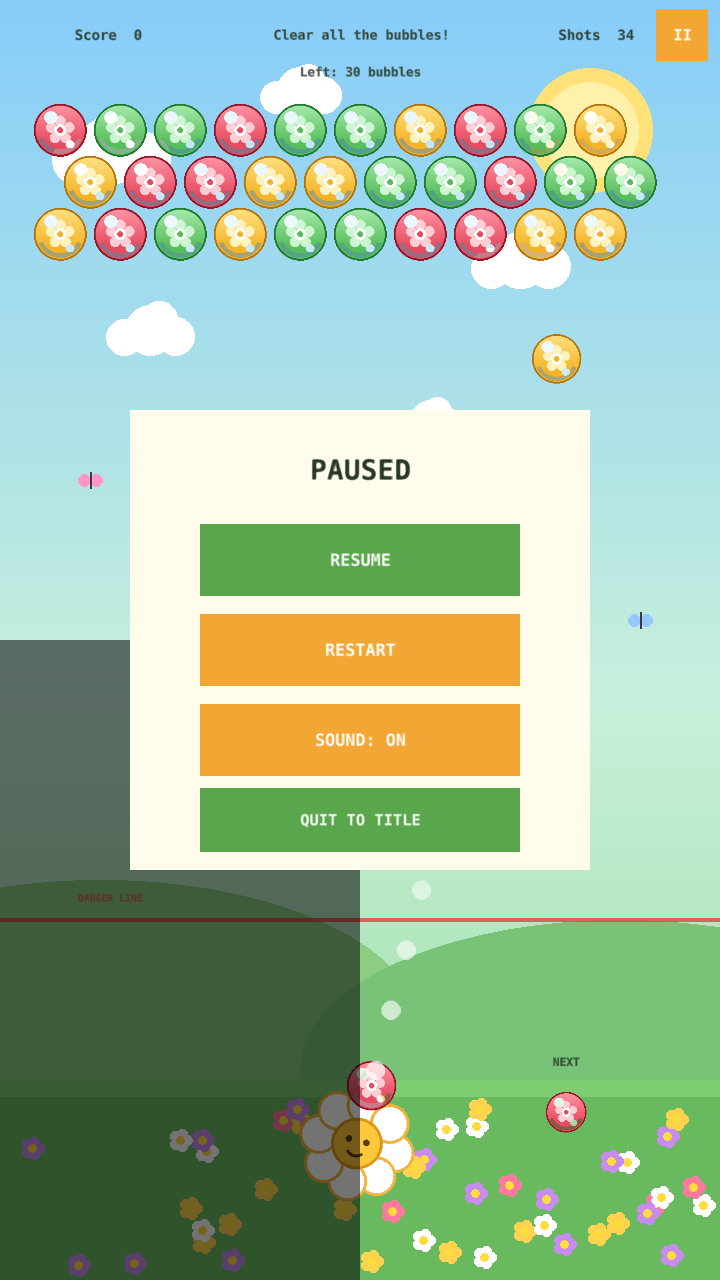 Score 0
Clear all the bubbles!
Shots 34
II
Left: 30 bubbles
PAUSED
RESUME
RESTART
SOUND: ON
QUIT TO TITLE
DANGER LINE
NEXT